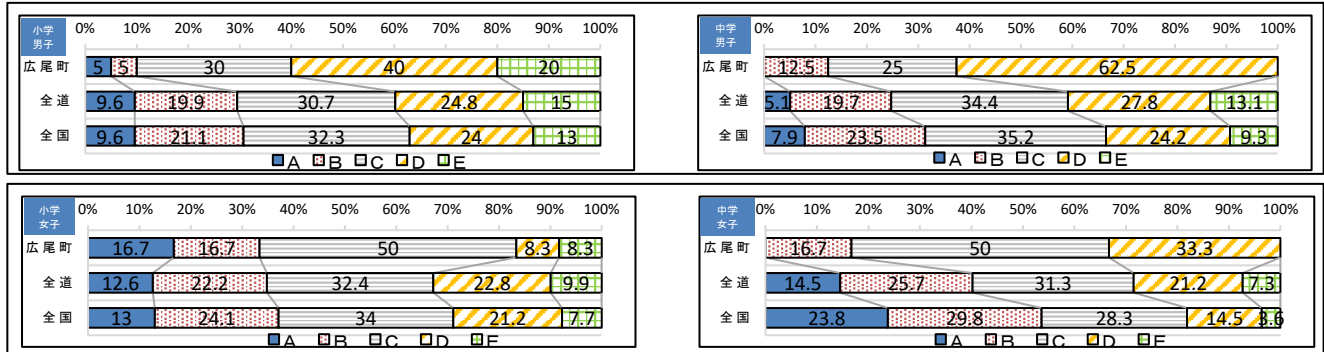 小学
男子
0% 10% 20% 30% 40% 50% 60% 70% 80% 90% 100%
広尾町 5 5 30 40 20
全道 9.6 19.9 30.7 24.8 15
全国 9.6 21.1 32.3 24 13
A B C D E
中学
男子
0% 10% 20% 30% 40% 50% 60% 70% 80% 90% 100%
広尾町 12.5 25 62.5
全道 5.1 19.7 34.4 27.8 13.1
全国 7.9 23.5 35.2 24.2 9.3
A B C D E
小学
女子
0% 10% 20% 30% 40% 50% 60% 70% 80% 90% 100%
広尾町 16.7 16.7 50 8.3 8.3
全道 12.6 22.2 32.4 22.8 9.9
全国 13 24.1 34 21.2 7.7
A B C D E
中学
女子
0% 10% 20% 30% 40% 50% 60% 70% 80% 90% 100%
広尾町 16.7 50 33.3
全道 14.5 25.7 31.3 21.2 7.3
全国 23.8 29.8 28.3 14.5 3.6
A B C D E